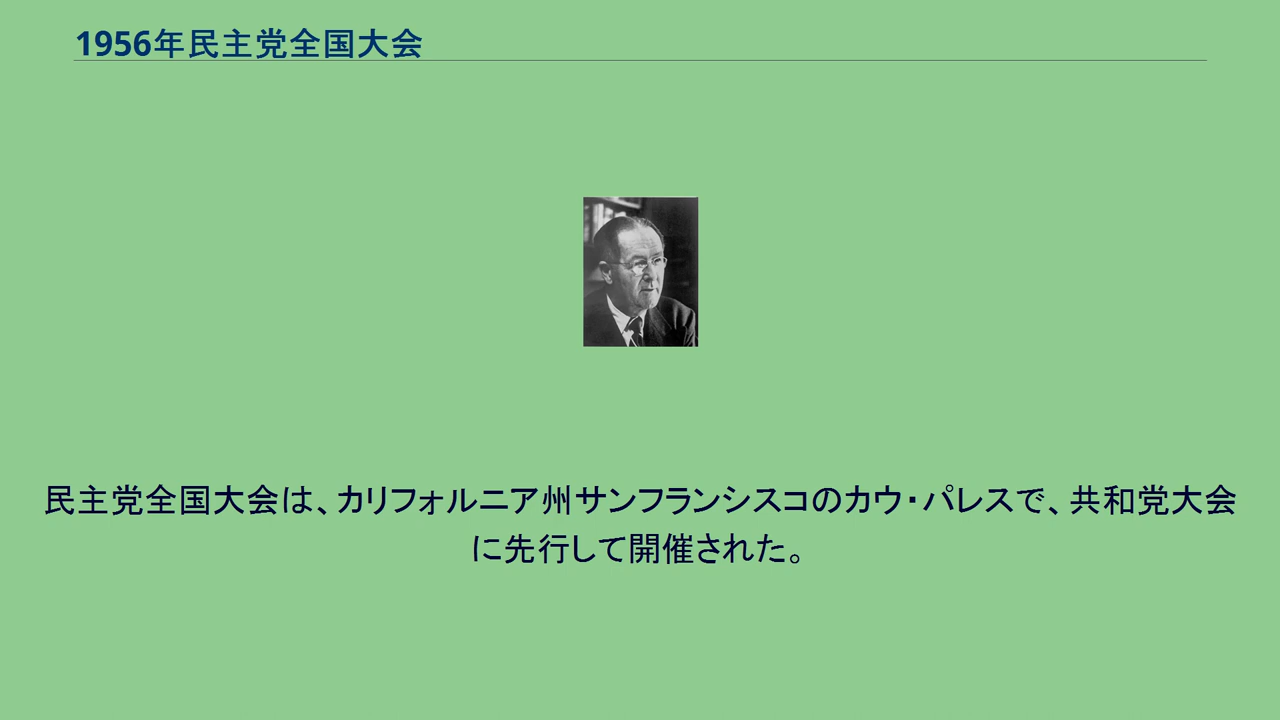 1956年民主党全国大会
民主党全国大会は、カリフォルニア州サンフランシスコのカウ・パレスで、共和党大会
に先行して開催された。